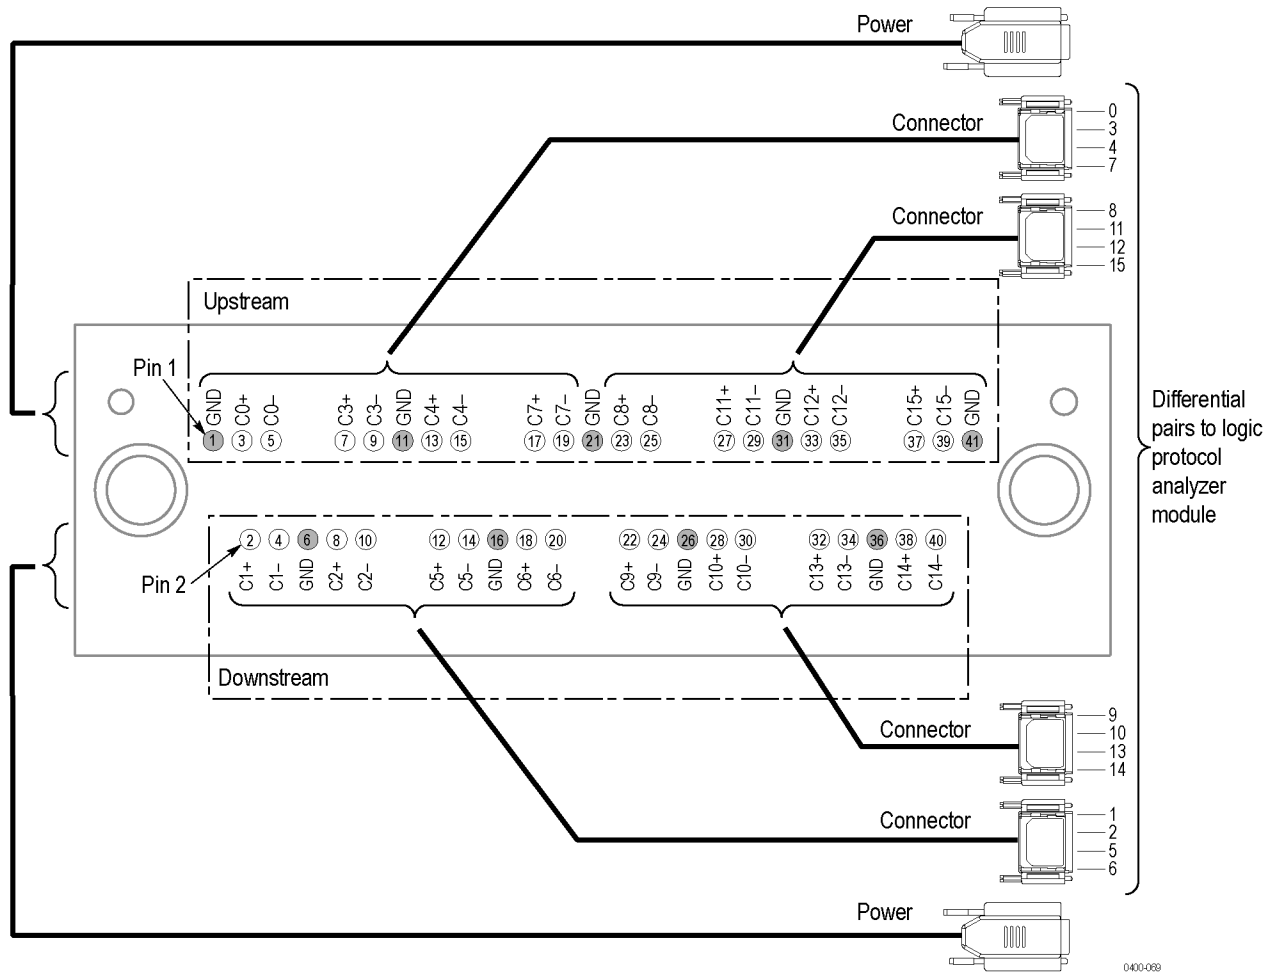 Power
Connector
0
3
4
7
Connector
8
11
12
15
Upstream
Pin 1
GND C0+ C0– C3+ C3– GND C4+ C4– C7+ C7– GND C8+ C8– C11+ C11– GND C12+ C12– C15+ C15– GND
1 3 5 7 9 11 13 15 17 19 21 23 25 27 29 31 33 35 37 39 41
Differential
pairs to logic
protocol
analyzer
module
2 4 6 8 10 12 14 16 18 20 22 24 26 28 30 32 34 36 38 40
C1+ C1– GND C2+ C2– C5+ C5– GND C6+ C6– C9+ C9– GND C10+ C10– C13+ C13– GND C14+ C14–
Pin 2
Downstream
Connector
9
10
13
14
Connector
1
2
5
6
Power
0400-069